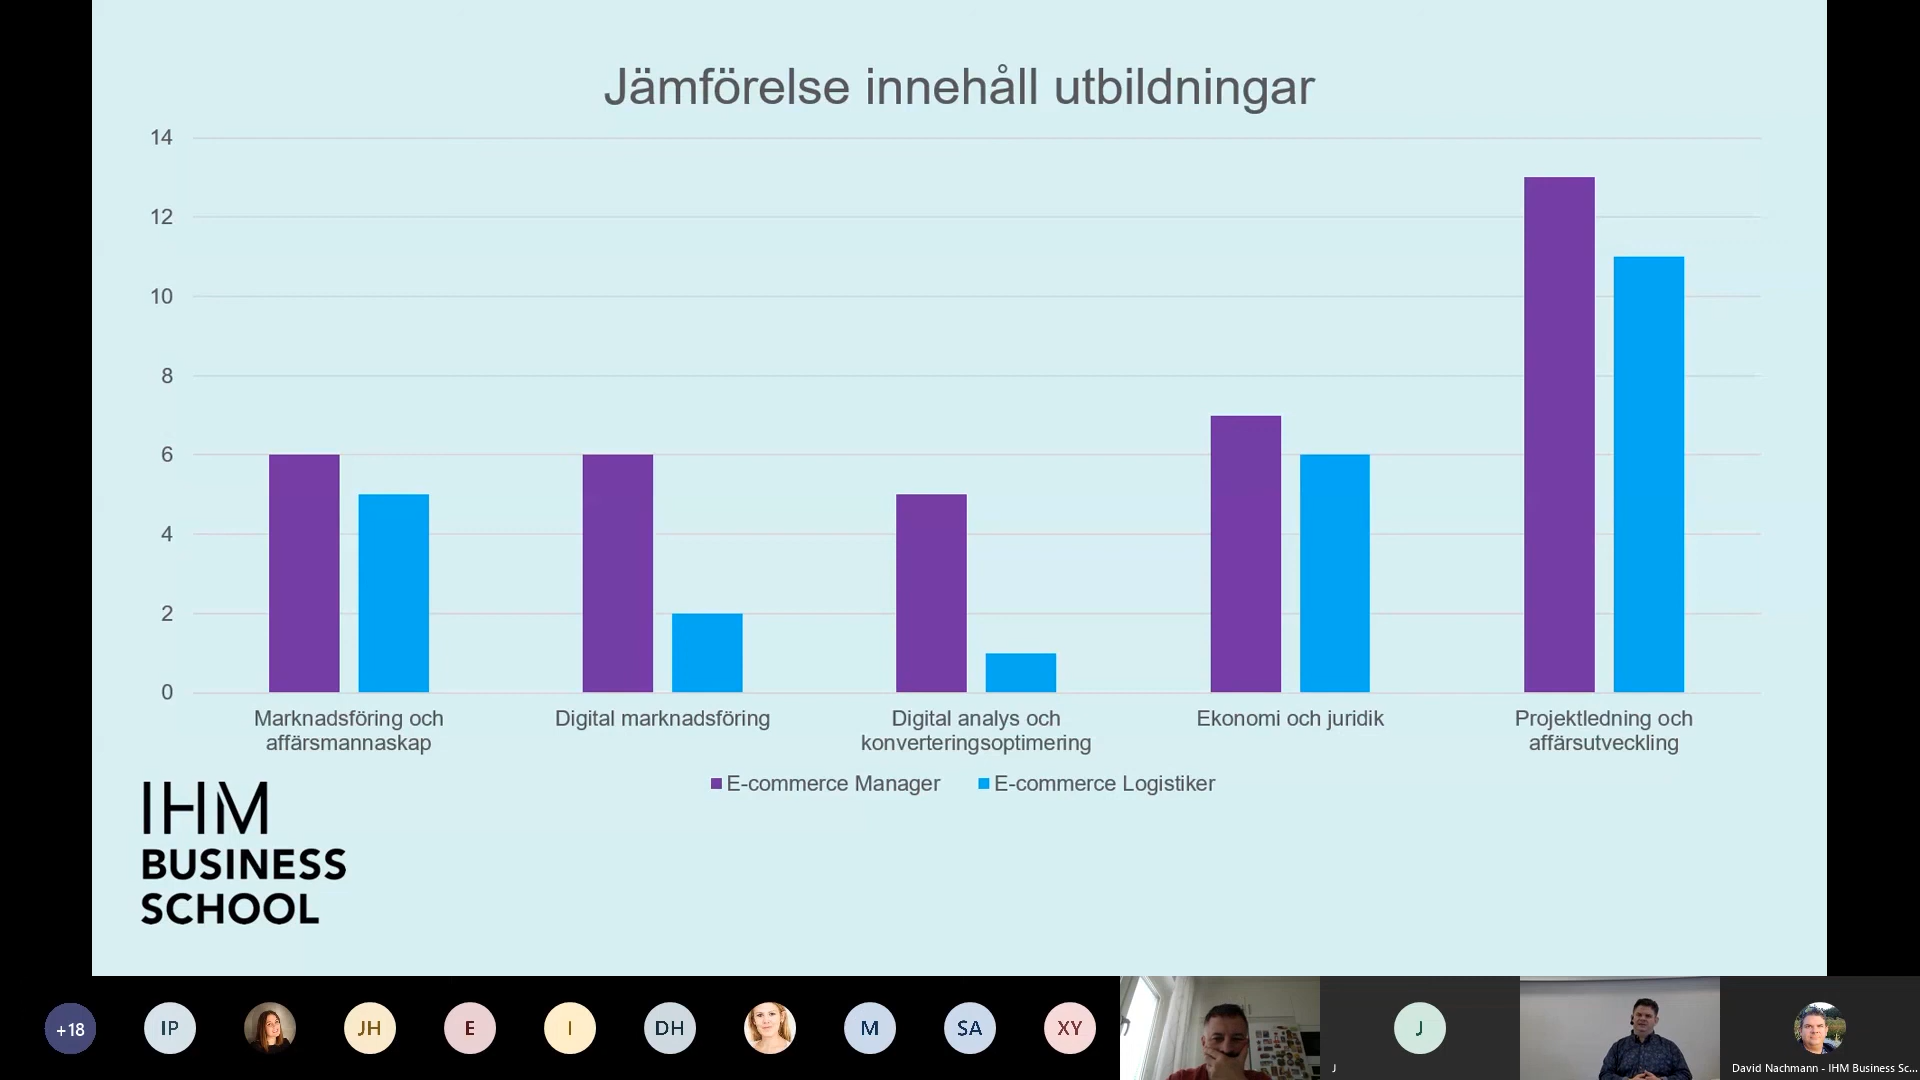 Jämförelse innehåll utbildningar
14
12
10
8
6
4
2
0
Marknadsföring och
affärsmannaskap
Digital marknadsföring
Digital analys och
konverteringsoptimering
Ekonomi och juridik
Projektledning och
affärsutveckling
E-commerce Manager
E-commerce Logistiker
IHM
BUSINESS
SCHOOL
+18
IP
JH
E
I
DH
M
SA
XY
J
J
David Nachmann - IHM Business Sc...